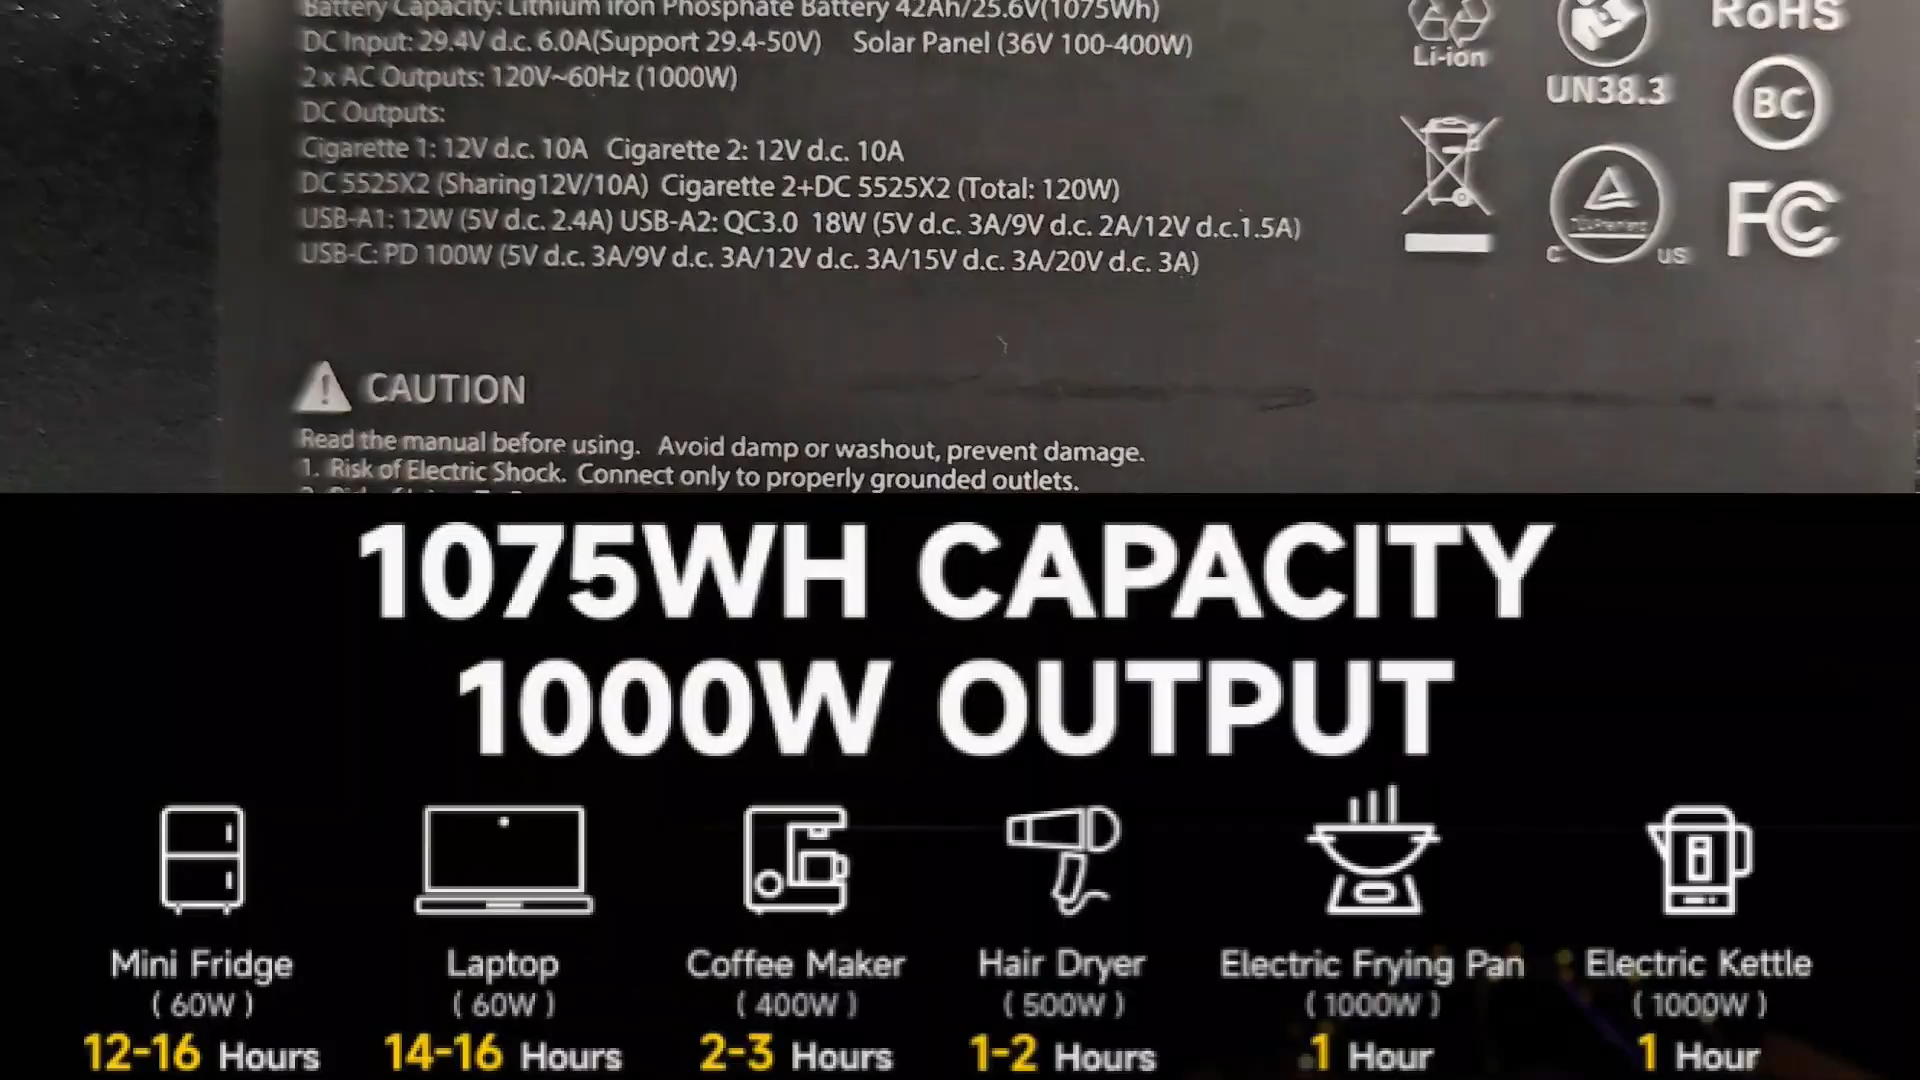 Battery Capacity: Lithium Iron Phosphate Battery 42Ah/25.6V(1075Wh)
DC Input: 29.4V d.c. 6.0A(Support 29.4-50V) Solar Panel (36V 100-400W)
2 x AC Outputs: 120V~60Hz (1000W)
DC Outputs:
Cigarette 1: 12V d.c. 10A Cigarette 2: 12V d.c. 10A
DC 5525X2 (Sharing12V/10A) Cigarette 2+DC 5525X2 (Total: 120W)
USB-A1: 12W (5V d.c. 2.4A) USB-A2: QC3.0 18W (5V d.c. 3A/9V d.c. 2A/12V d.c.1.5A)
USB-C: PD 100W (5V d.c. 3A/9V d.c. 3A/12V d.c. 3A/15V d.c. 3A/20V d.c. 3A)
Li-ion
UN38.3
RoHS
BC
C US
FC
CAUTION
Read the manual before using. Avoid damp or washout, prevent damage.
1. Risk of Electric Shock. Connect only to properly grounded outlets.
1075WH CAPACITY
1000W OUTPUT
Mini Fridge
(60W)
12-16 Hours
Laptop
(60W)
14-16 Hours
Coffee Maker
(400W)
2-3 Hours
Hair Dryer
(500W)
1-2 Hours
Electric Frying Pan
(1000W)
1 Hour
Electric Kettle
(1000W)
1 Hour